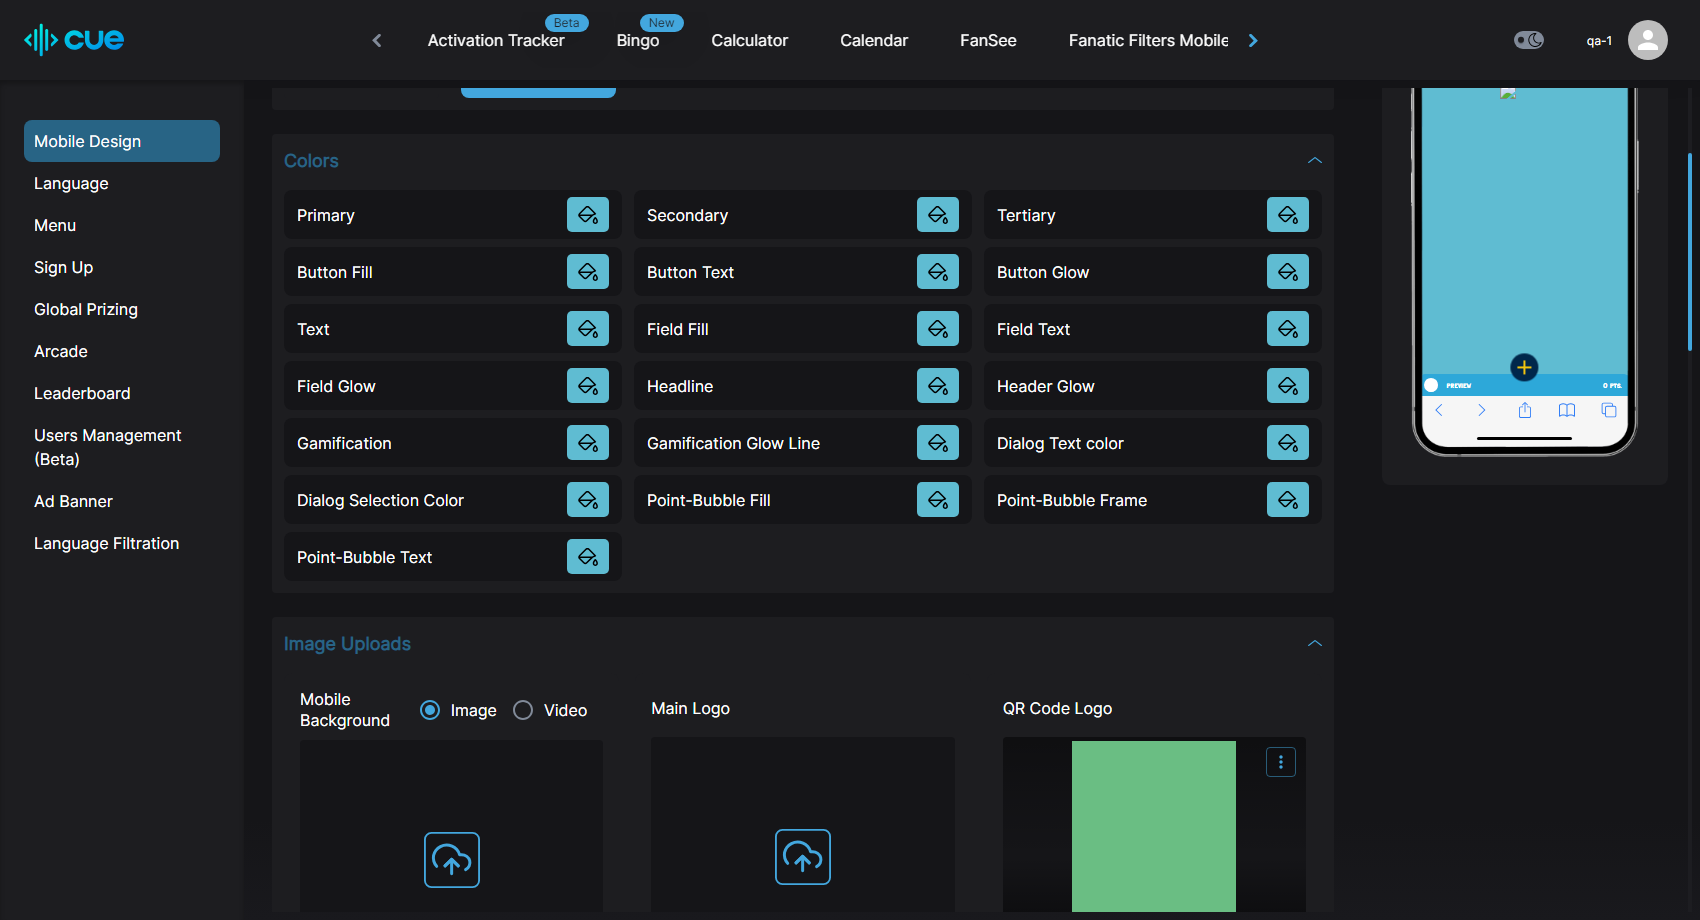 cue
Activation Tracker
Beta
Bingo
New
Calculator
Calendar
FanSee
Fanatic Filters Mobile
qa-1
Mobile Design
Language
Menu
Sign Up
Global Prizing
Arcade
Leaderboard
Users Management
(Beta)
Ad Banner
Language Filtration
Colors
Primary
Secondary
Tertiary
Button Fill
Button Text
Button Glow
Text
Field Fill
Field Text
Field Glow
Headline
Header Glow
Gamification
Gamification Glow Line
Dialog Text color
Dialog Selection Color
Point-Bubble Fill
Point-Bubble Frame
Point-Bubble Text
Image Uploads
Mobile
Background
Image
Video
Main Logo
QR Code Logo
PREVIEW
0 PTS.